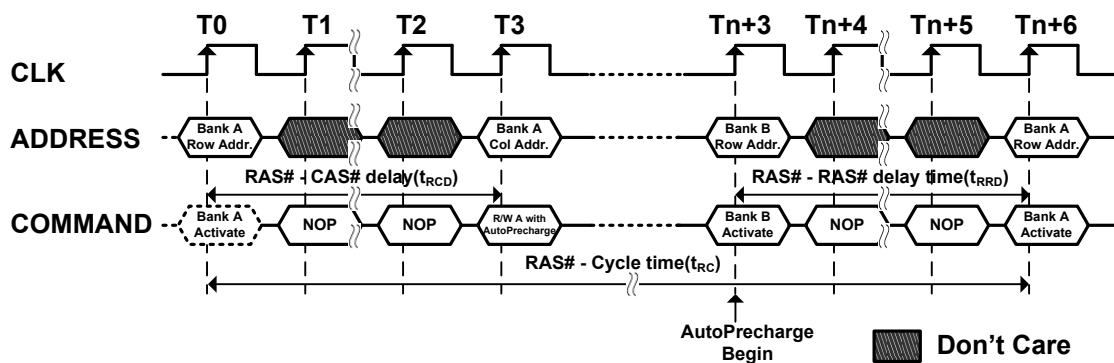 T0 T1 T2 T3 Tn+3 Tn+4 Tn+5 Tn+6
CLK
ADDRESS
Bank A
Row Addr.
Bank A
Col Addr.
Bank B
Row Addr.
Bank A
Row Addr.
RAS# - CAS# delay(tRCD)
RAS# - RAS# delay time(tRRD)
COMMAND
Bank A
Activate
NOP
NOP
R/W A with
AutoPrecharge
Bank B
Activate
NOP
NOP
Bank A
Activate
RAS# - Cycle time(tRC)
AutoPrecharge
Begin
Don't Care